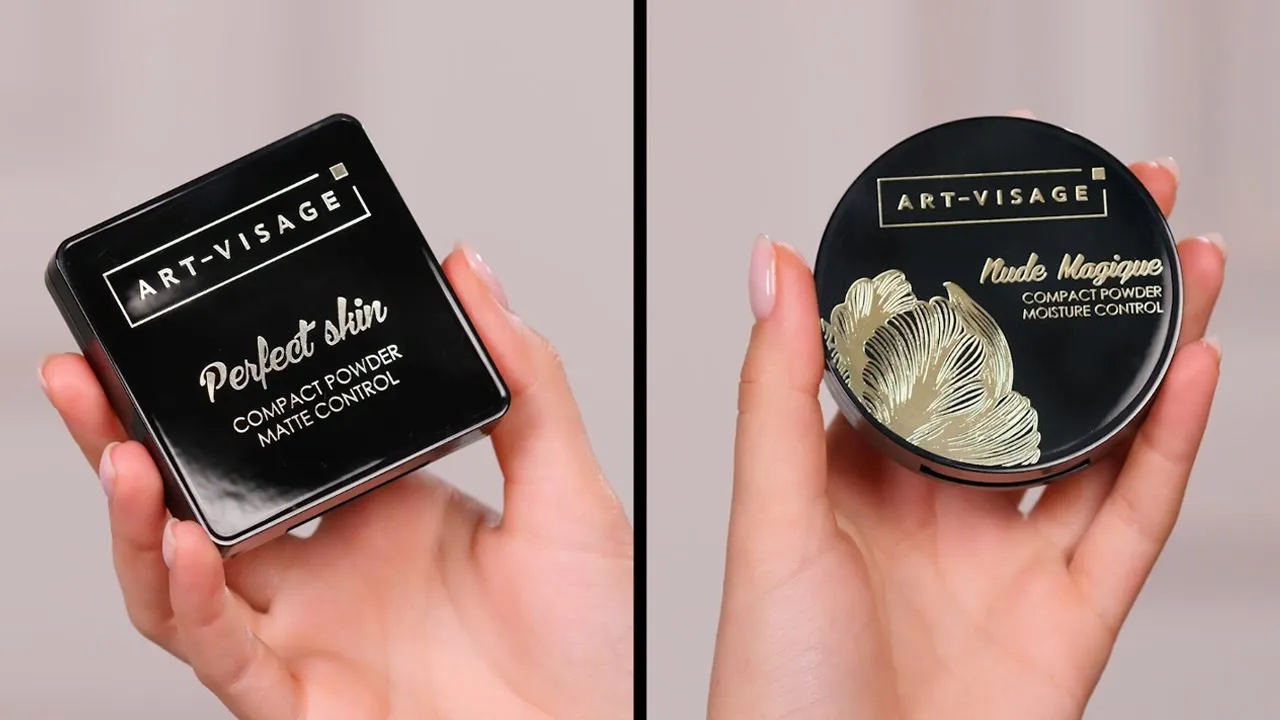 ART-VISAGE
Perfect skin
COMPACT POWDER
MATTE CONTROL
ART-VISAGE
Nude Magique
COMPACT POWDER
MOISTURE CONTROL